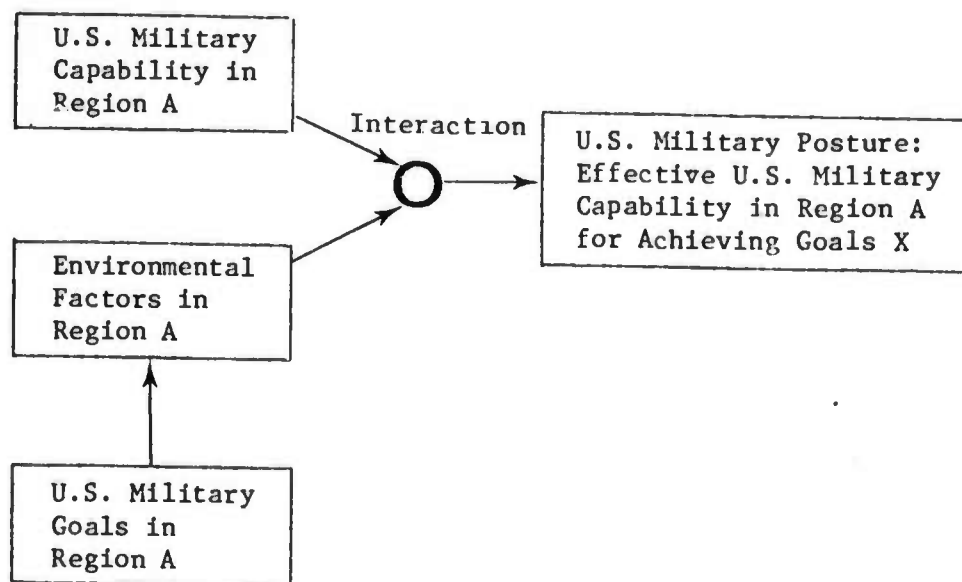 U.S. Military
Capability in
Region A
Interaction
U.S. Military Posture:
Effective U.S. Military
Capability in Region A
for Achieving Goals X
Environmental
Factors in
Region A
U.S. Military
Goals in
Region A